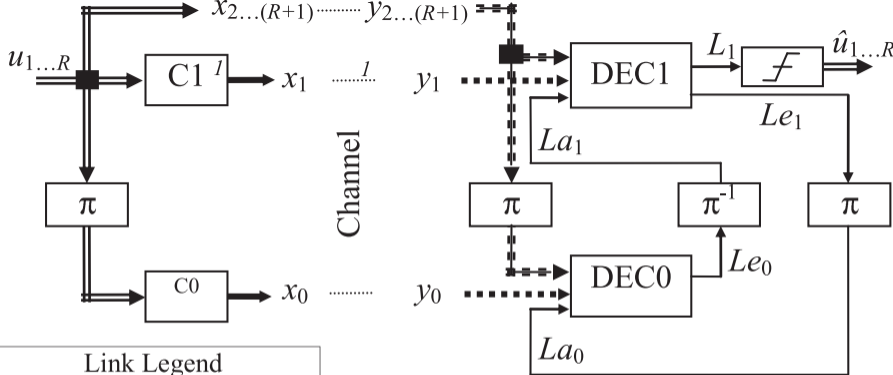 x2…(R+1) y2…(R+1)
u1…R C1 1 x1 1 y1 DEC1 L1 û1…R
Le1
La1
Channel
π π π-1 π
C0 x0 y0 DEC0 Le0
La0
Link Legend